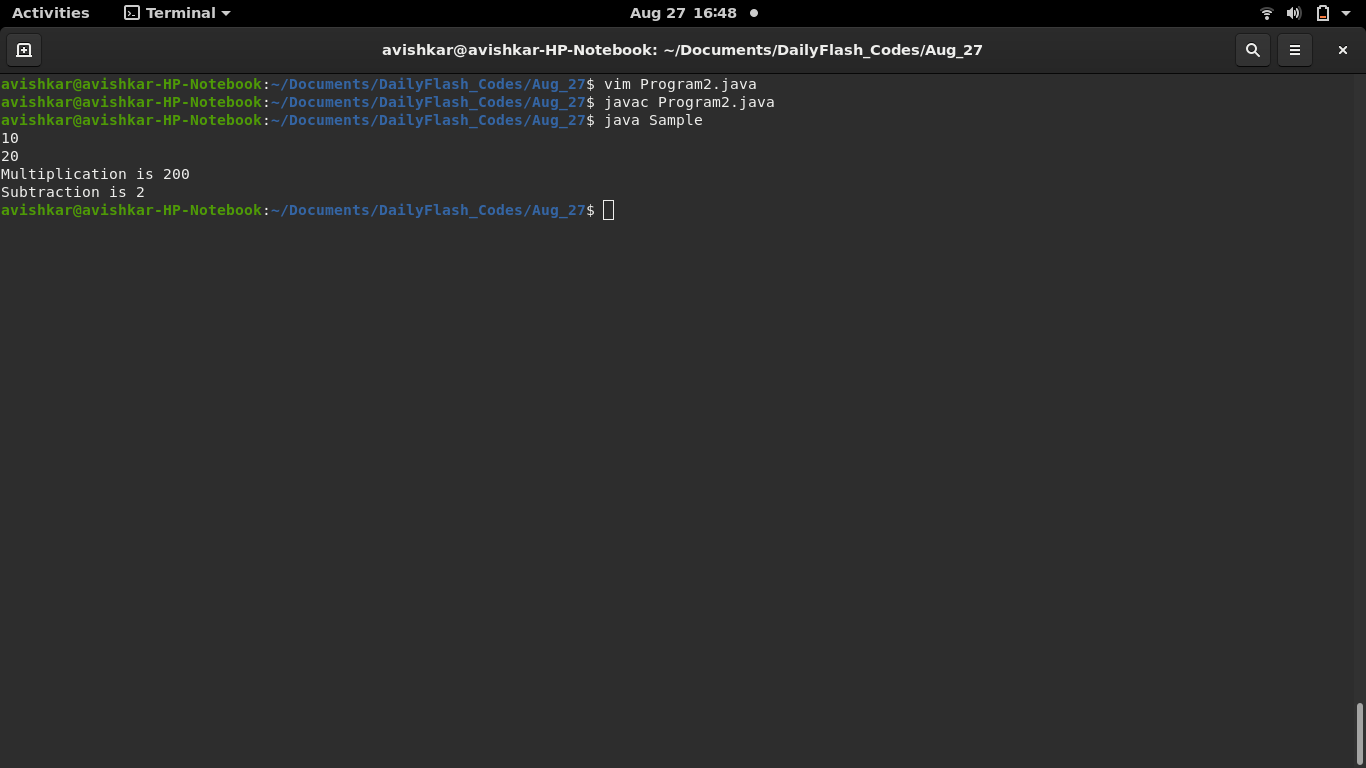 Activities Terminal Aug 27 16:48
avishkar@avishkar-HP-Notebook: ~/Documents/DailyFlash_Codes/Aug_27
avishkar@avishkar-HP-Notebook:~/Documents/DailyFlash_Codes/Aug_27$ vim Program2.java
avishkar@avishkar-HP-Notebook:~/Documents/DailyFlash_Codes/Aug_27$ javac Program2.java
avishkar@avishkar-HP-Notebook:~/Documents/DailyFlash_Codes/Aug_27$ java Sample
10
20
Multiplication is 200
Subtraction is 2
avishkar@avishkar-HP-Notebook:~/Documents/DailyFlash_Codes/Aug_27$